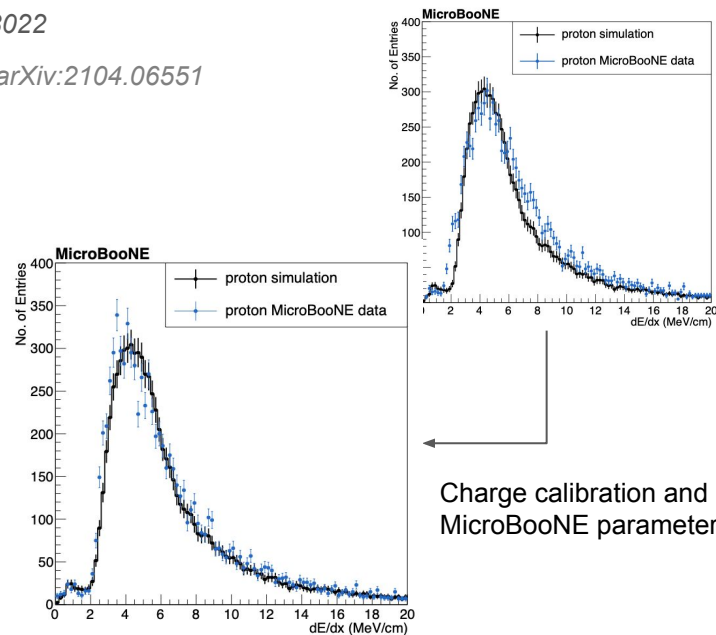 3022
arXiv:2104.06551
MicroBooNE
No. of Entries
proton simulation
proton MicroBooNE data
400
350
300
250
200
150
100
2 4 6 8 10 12 14 16 18 20
dE/dx (MeV/cm)
MicroBooNE
No. of Entries
proton simulation
proton MicroBooNE data
400
350
300
250
200
150
100
50
0
0 2 4 6 8 10 12 14 16 18 20
dE/dx (MeV/cm)
Charge calibration and
MicroBooNE parameter